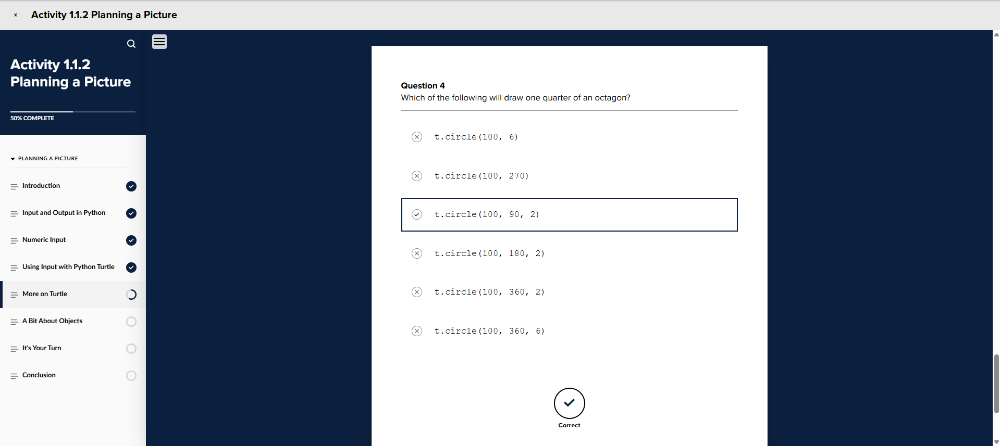 x Activity 1.1.2 Planning a Picture
Activity 1.1.2
Planning a Picture
50% COMPLETE
PLANNING A PICTURE
Introduction
Input and Output in Python
Numeric Input
Using Input with Python Turtle
More on Turtle
A Bit About Objects
It's Your Turn
Conclusion
Question 4
Which of the following will draw one quarter of an octagon?
t.circle(100, 6)
t.circle(100, 270)
t.circle(100, 90, 2)
t.circle(100, 180, 2)
t.circle(100, 360, 2)
t.circle(100, 360, 6)
Correct